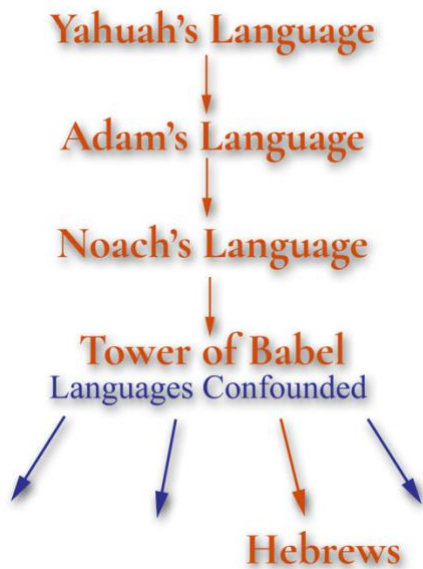 Yahuah's Language
Adam's Language
Noach's Language
Tower of Babel
Languages Confounded
Hebrews